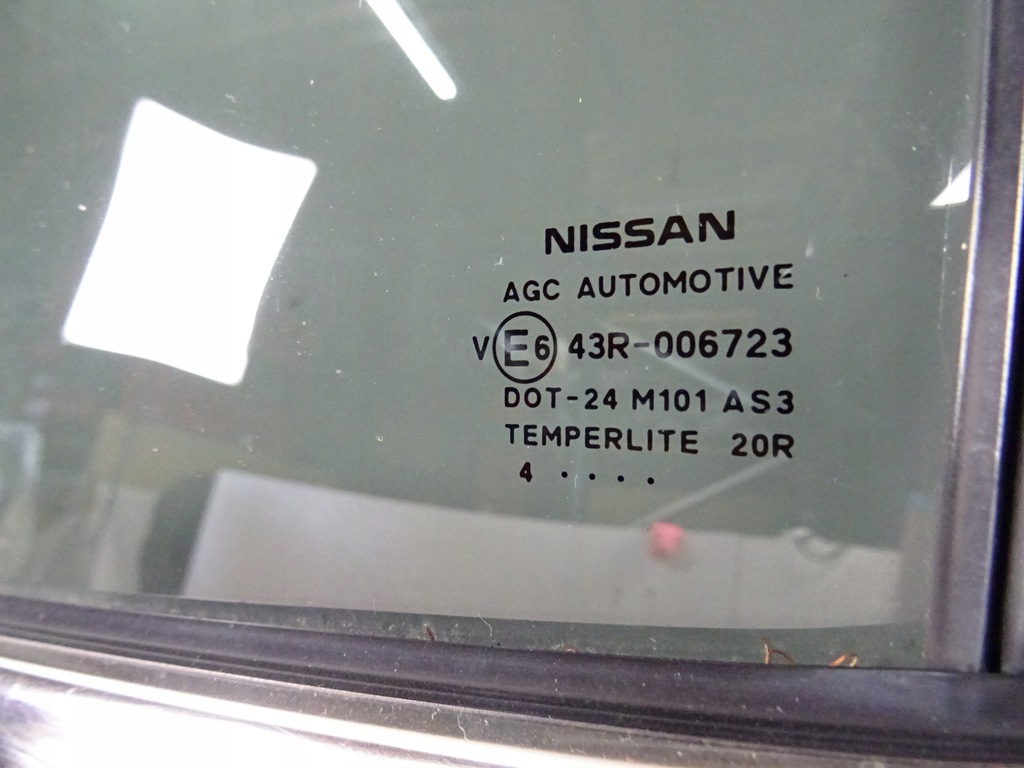 NISSAN
AGC AUTOMOTIVE
V E6 43R-006723
DOT-24 M101 AS3
TEMPERLITE 20R
4 . . . .